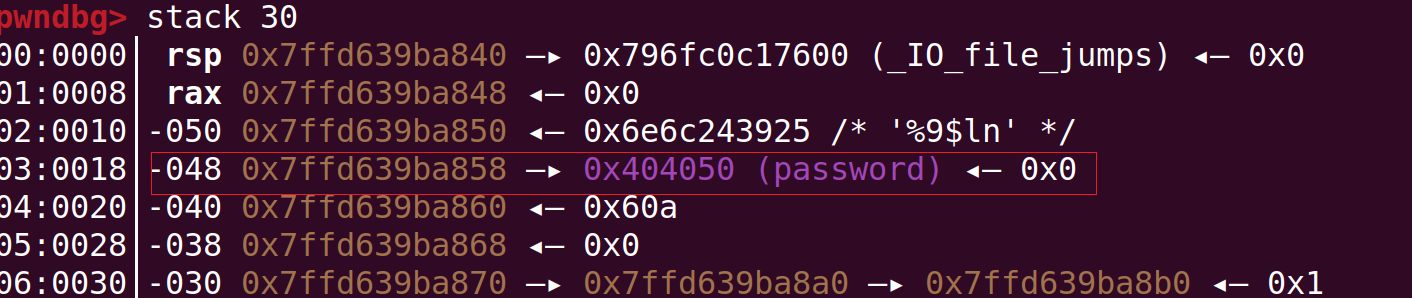 pwndbg> stack 30
00:0000│ rsp 0x7ffd639ba840 —▸ 0x796fc0c17600 (_IO_file_jumps) ◂— 0x0
01:0008│ rax 0x7ffd639ba848 ◂— 0x0
02:0010│-050 0x7ffd639ba850 ◂— 0x6e6c243925 /* '%9$ln' */
03:0018│-048 0x7ffd639ba858 —▸ 0x404050 (password) ◂— 0x0
04:0020│-040 0x7ffd639ba860 ◂— 0x60a
05:0028│-038 0x7ffd639ba868 ◂— 0x0
06:0030│-030 0x7ffd639ba870 —▸ 0x7ffd639ba8a0 —▸ 0x7ffd639ba8b0 ◂— 0x1